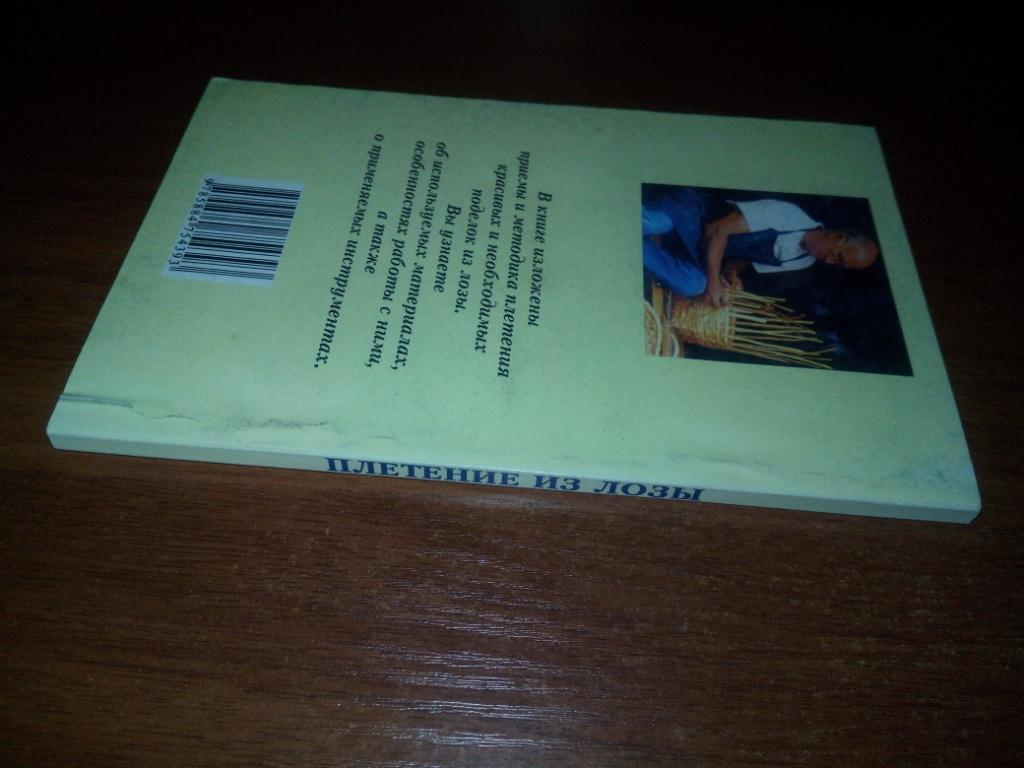 В книге изложены
приемы и методика плетения
красивых и необходимых
поделок из лозы.
Вы узнаете
об используемых материалах,
особенностях работы с ними,
а также
о применяемых инструментах.
9785884754393
ПЛЕТЕНИЕ ИЗ ЛОЗЫ